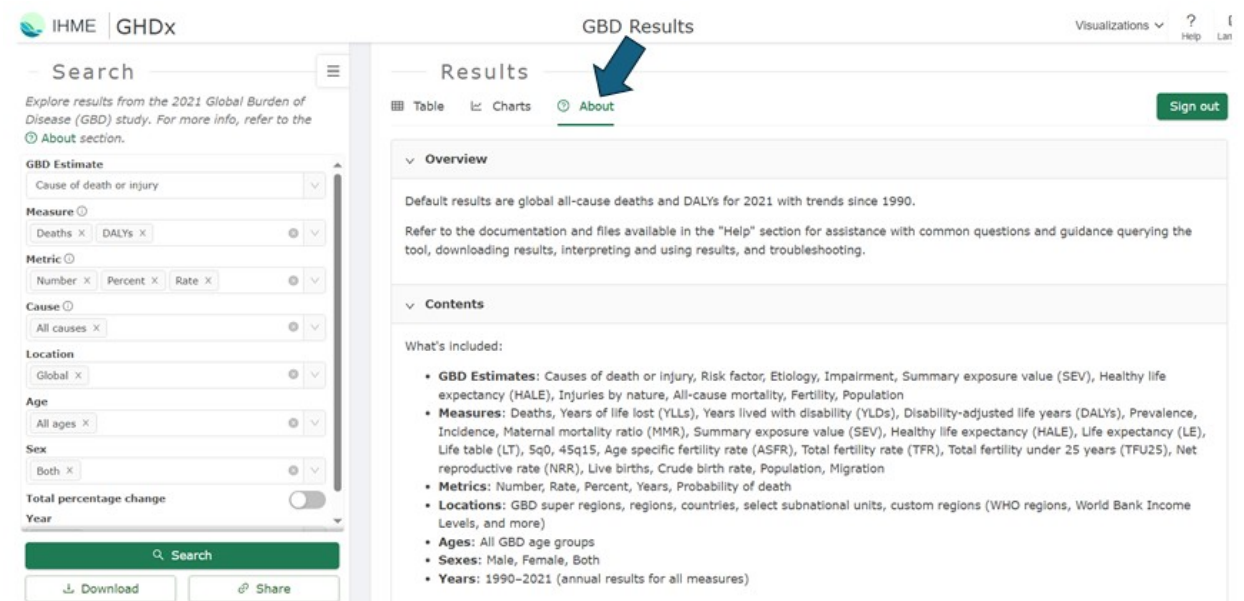 IHME GHDx
GBD Results
Visualizations
?
Help
Search
Explore results from the 2021 Global Burden of
Disease (GBD) study. For more info, refer to the
About section.
GBD Estimate
Cause of death or injury
Measure
Deaths × DALYs ×
Metric
Number × Percent × Rate ×
Cause
All causes ×
Location
Global ×
Age
All ages ×
Sex
Both ×
Total percentage change
Year
Search
Download
Share
Results
Table
Charts
About
Sign out
Overview
Default results are global all-cause deaths and DALYs for 2021 with trends since 1990.
Refer to the documentation and files available in the "Help" section for assistance with common questions and guidance querying the
tool, downloading results, interpreting and using results, and troubleshooting.
Contents
What's included:
• GBD Estimates: Causes of death or injury, Risk factor, Etiology, Impairment, Summary exposure value (SEV), Healthy life
expectancy (HALE), Injuries by nature, All-cause mortality, Fertility, Population
• Measures: Deaths, Years of life lost (YLLs), Years lived with disability (YLDs), Disability-adjusted life years (DALYs), Prevalence,
Incidence, Maternal mortality ratio (MMR), Summary exposure value (SEV), Healthy life expectancy (HALE), Life expectancy (LE),
Life table (LT), 5q0, 45q15, Age specific fertility rate (ASFR), Total fertility rate (TFR), Total fertility under 25 years (TFU25), Net
reproductive rate (NRR), Live births, Crude birth rate, Population, Migration
• Metrics: Number, Rate, Percent, Years, Probability of death
• Locations: GBD super regions, regions, countries, select subnational units, custom regions (WHO regions, World Bank Income
Levels, and more)
• Ages: All GBD age groups
• Sexes: Male, Female, Both
• Years: 1990–2021 (annual results for all measures)